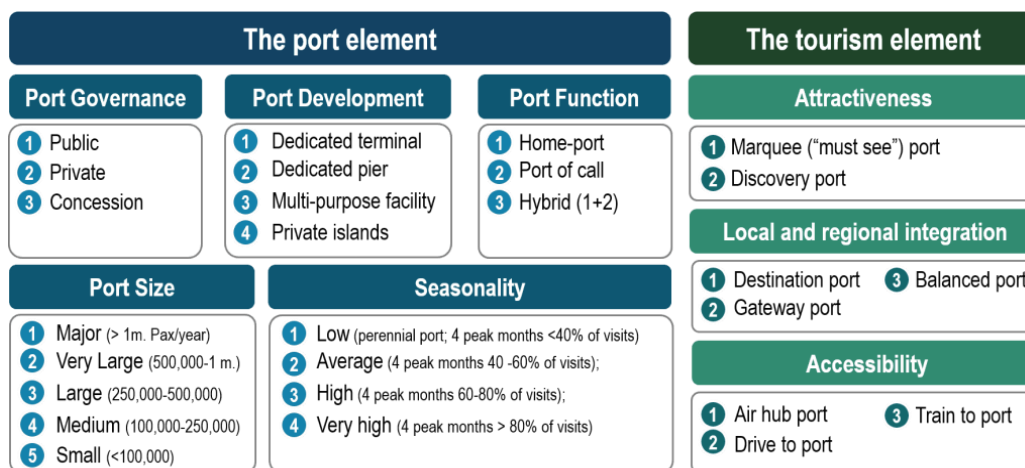 The port element
Port Governance
1 Public
2 Private
3 Concession
Port Development
1 Dedicated terminal
2 Dedicated pier
3 Multi-purpose facility
4 Private islands
Port Function
1 Home-port
2 Port of call
3 Hybrid (1+2)
Port Size
1 Major (> 1m. Pax/year)
2 Very Large (500,000-1 m.)
3 Large (250,000-500,000)
4 Medium (100,000-250,000)
5 Small (<100,000)
Seasonality
1 Low (perennial port; 4 peak months <40% of visits)
2 Average (4 peak months 40 -60% of visits);
3 High (4 peak months 60-80% of visits);
4 Very high (4 peak months > 80% of visits)
The tourism element
Attractiveness
1 Marquee (“must see”) port
2 Discovery port
Local and regional integration
1 Destination port
2 Gateway port
3 Balanced port
Accessibility
1 Air hub port
2 Drive to port
3 Train to port